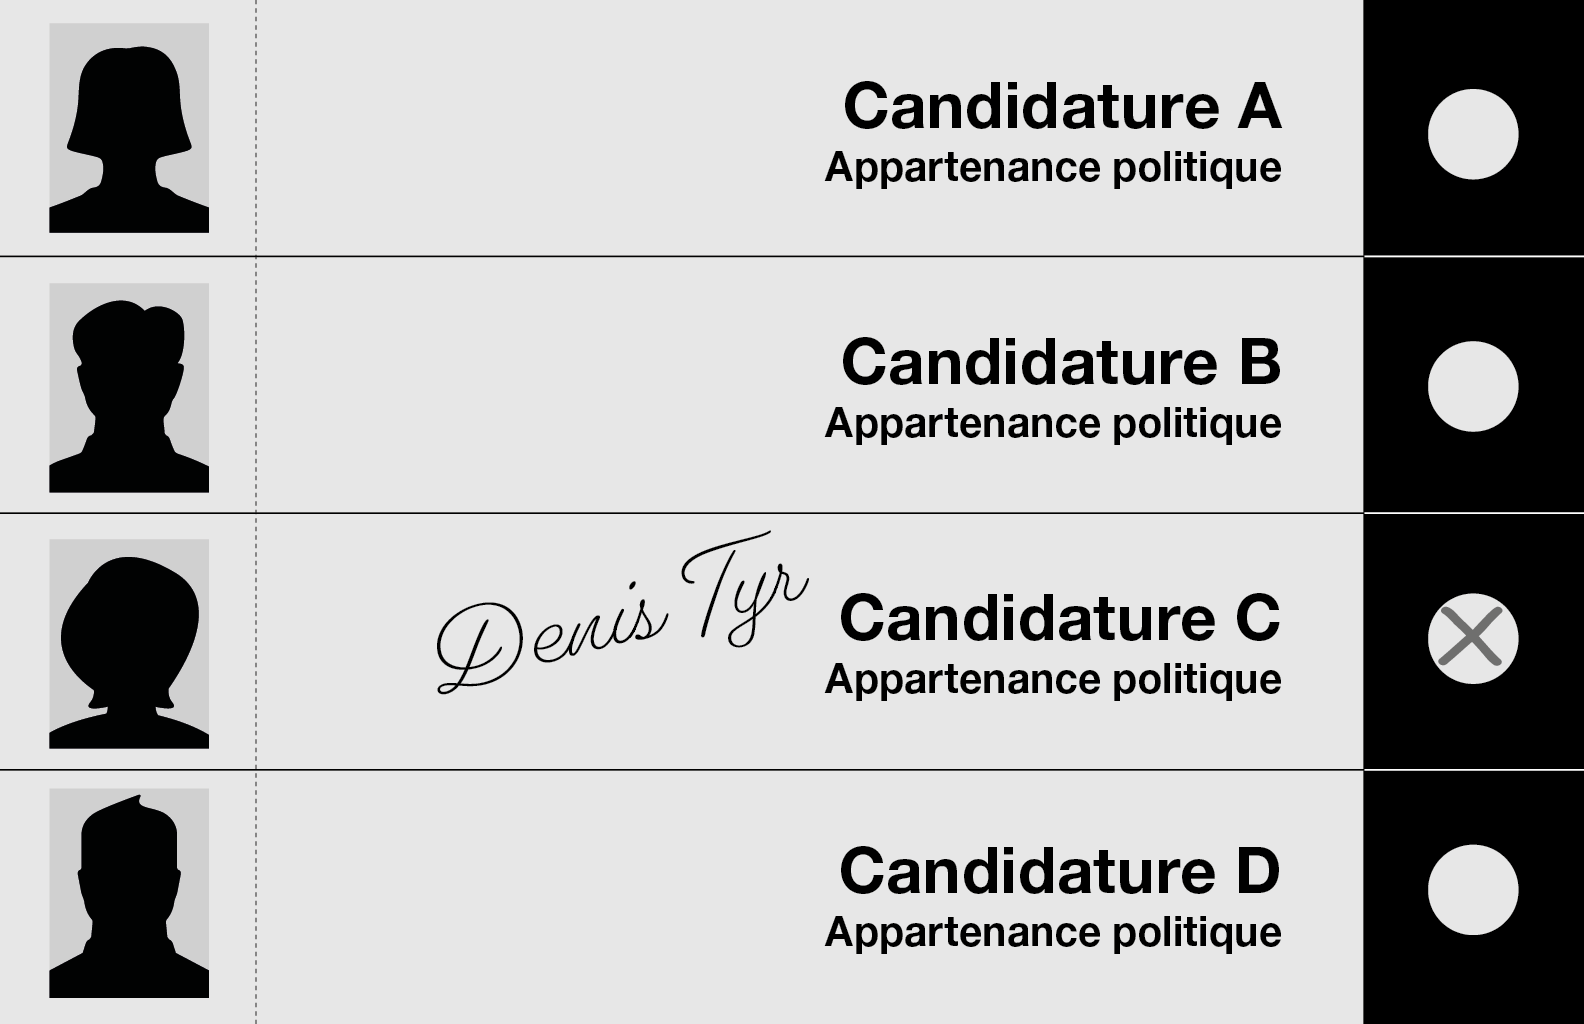 Candidature A
Appartenance politique
Candidature B
Appartenance politique
Denis Tyr
Candidature C
Appartenance politique
Candidature D
Appartenance politique